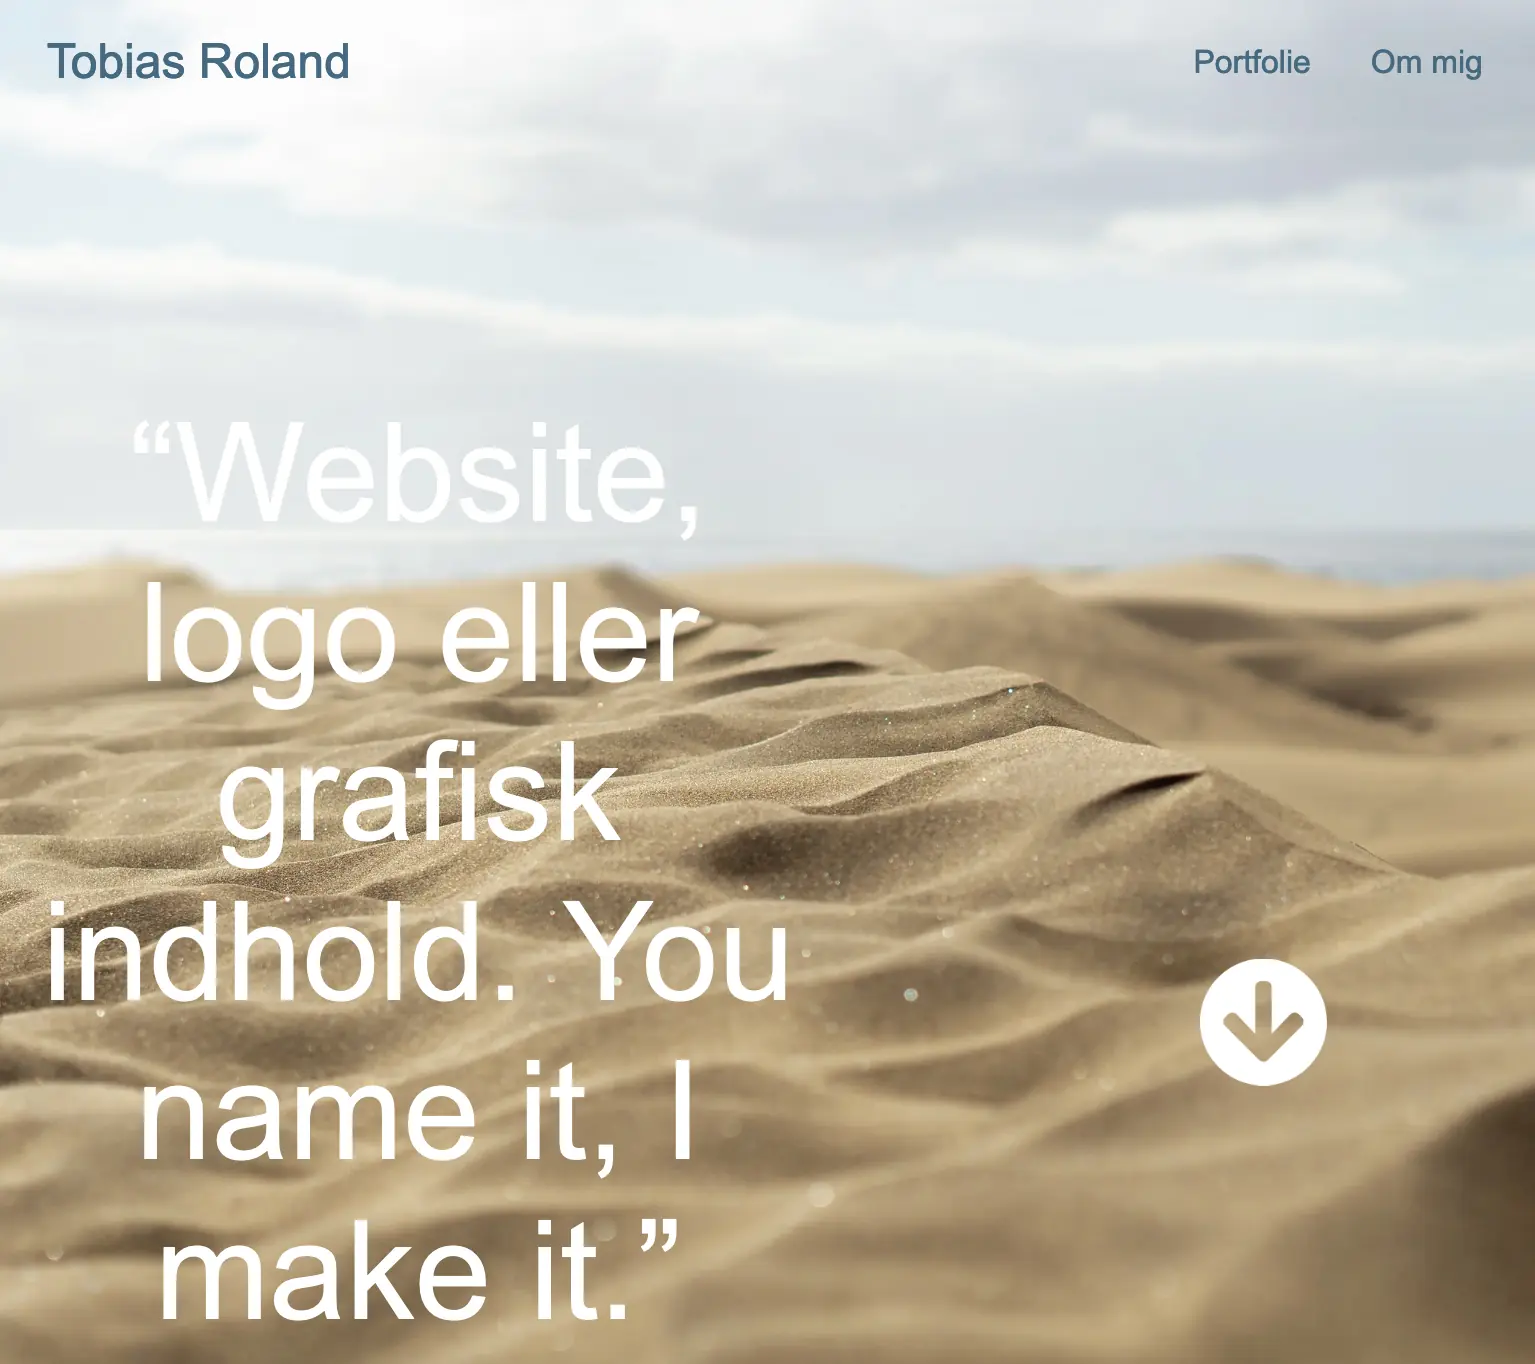 Tobias Roland
Portfolie
Om mig
“Website,
logo eller
grafisk
indhold. You
name it, I
make it.”